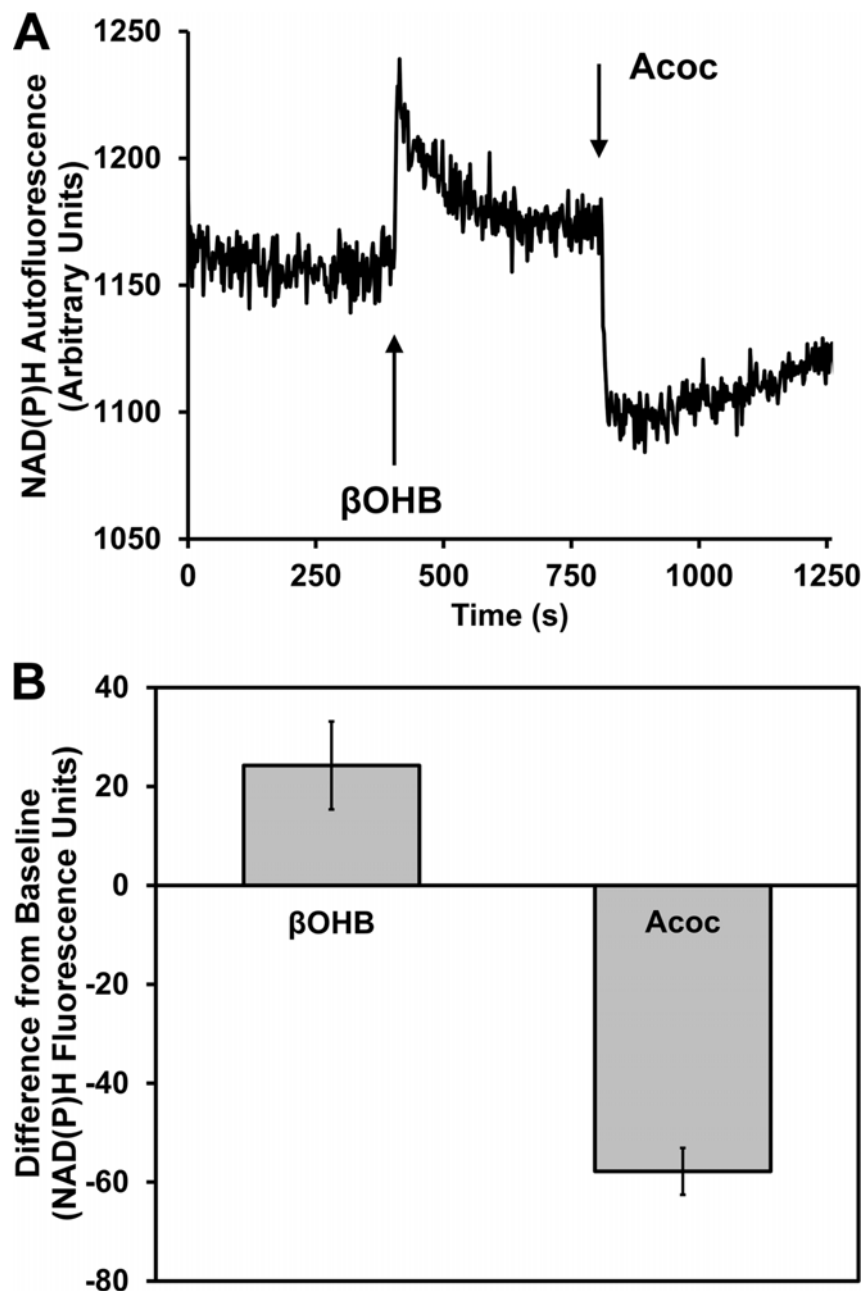 A
NAD(P)H Autofluorescence
(Arbitrary Units)
1250
1200
1150
1100
1050
Acoc
βOHB
0 250 500 750 1000 1250
Time (s)
B
Difference from Baseline
(NAD(P)H Fluorescence Units)
40
20
0
-20
-40
-60
-80
βOHB
Acoc